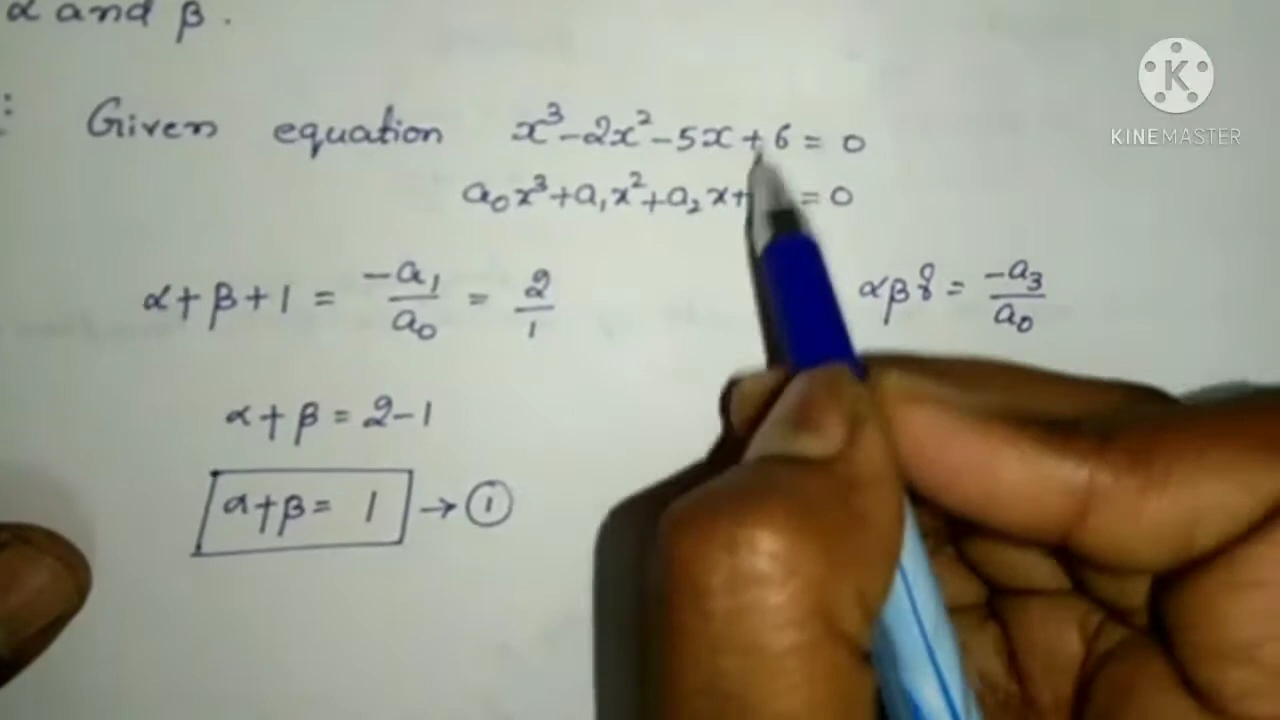 α and β.
: Given equation x³-2x²-5x+6=0
a₀x³+a₁x²+a₂x+ =0
α+β+1 = -a₁/a₀ = 2/1
αβγ = -a₃/a₀
α+β=2-1
α+β= 1 → ①
K
KINEMASTER